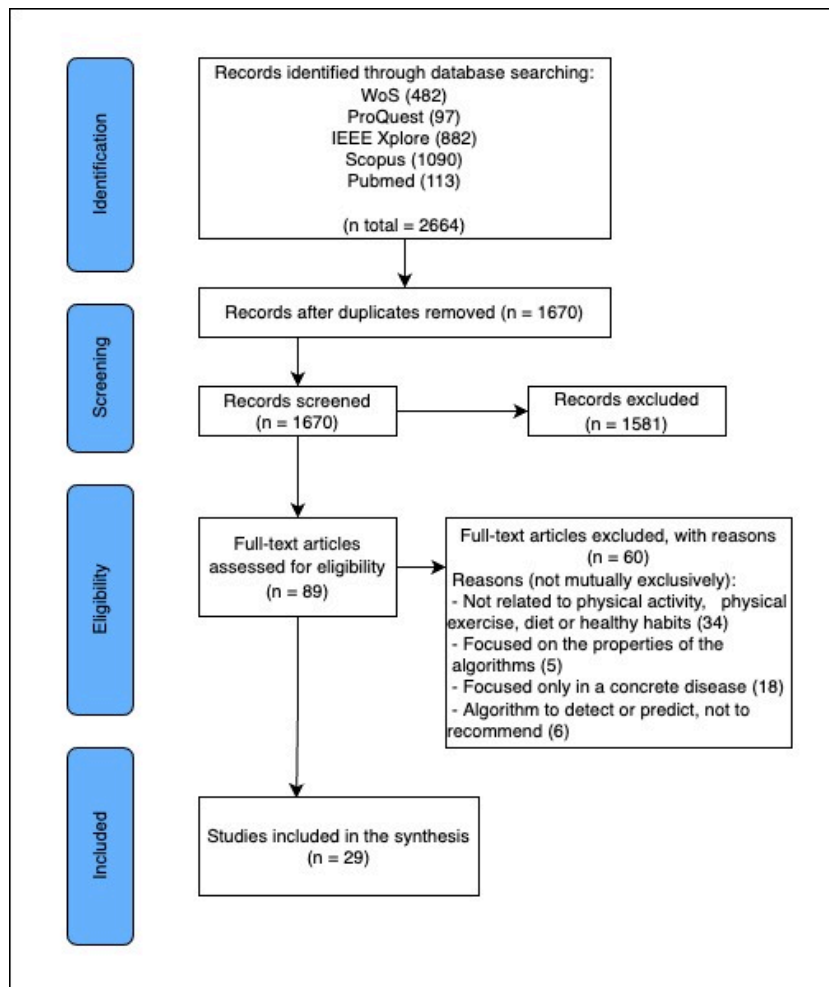 Identification
Records identified through database searching:
WoS (482)
ProQuest (97)
IEEE Xplore (882)
Scopus (1090)
Pubmed (113)
(n total = 2664)
Screening
Records after duplicates removed (n = 1670)
Records screened
(n = 1670)
Records excluded
(n = 1581)
Eligibility
Full-text articles
assessed for eligibility
(n = 89)
Full-text articles excluded, with reasons
(n = 60)
Reasons (not mutually exclusively):
- Not related to physical activity, physical
exercise, diet or healthy habits (34)
- Focused on the properties of the
algorithms (5)
- Focused only in a concrete disease (18)
- Algorithm to detect or predict, not to
recommend (6)
Included
Studies included in the synthesis
(n = 29)